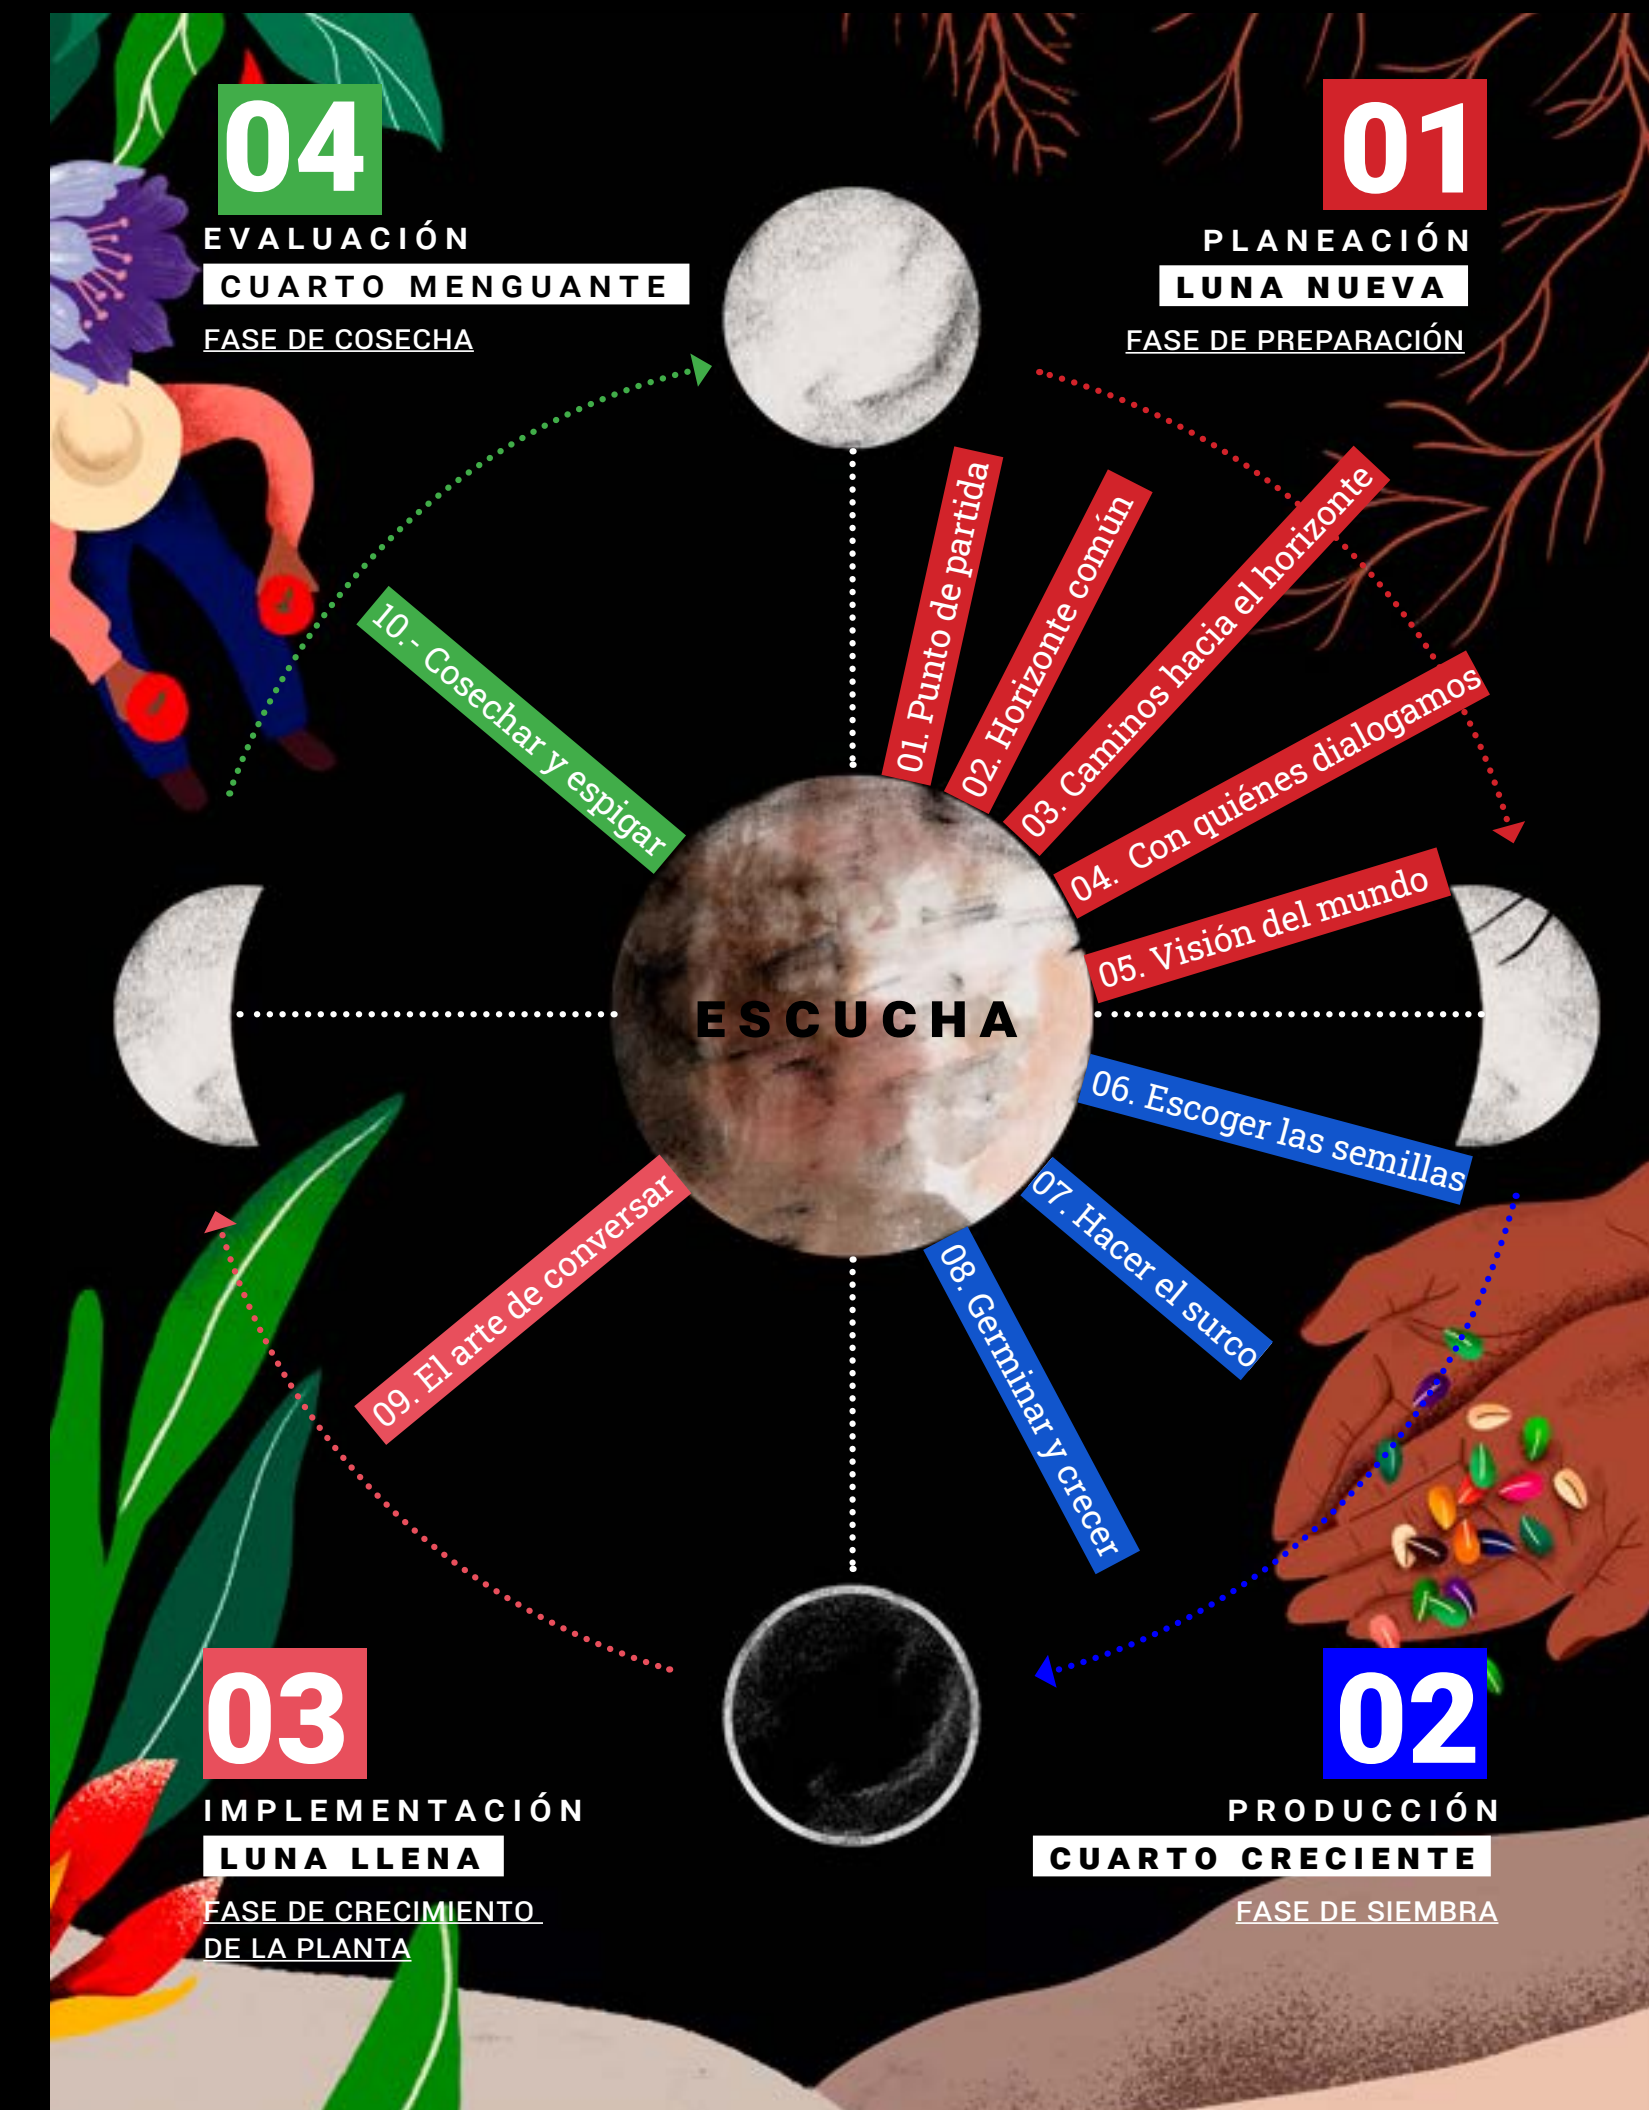 04
EVALUACIÓN
CUARTO MENGUANTE
FASE DE COSECHA
01
PLANEACIÓN
LUNA NUEVA
FASE DE PREPARACIÓN
01. Punto de partida
02. Horizonte común
03. Caminos hacia el horizonte
04. Con quiénes dialogamos
05. Visión del mundo
10.- Cosechar y espigar
ESCUCHA
06. Escoger las semillas
07. Hacer el surco
08. Germinar y crecer
09. El arte de conversar
03
IMPLEMENTACIÓN
LUNA LLENA
FASE DE CRECIMIENTO
DE LA PLANTA
02
PRODUCCIÓN
CUARTO CRECIENTE
FASE DE SIEMBRA